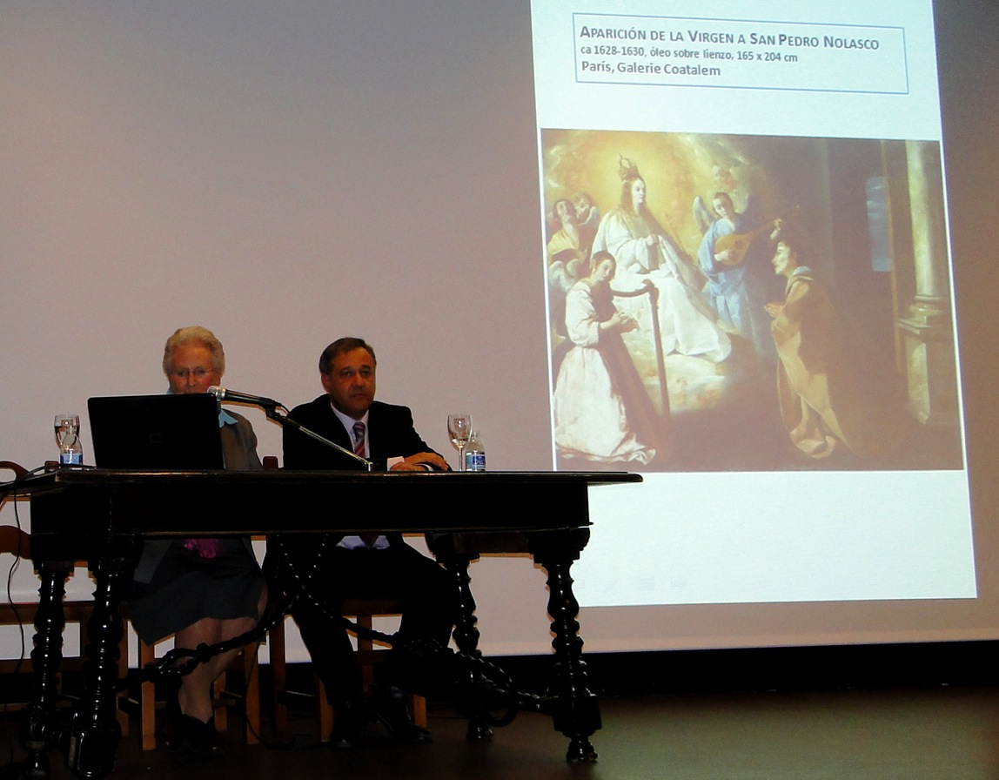 APARICIÓN DE LA VIRGEN A SAN PEDRO NOLASCO
ca 1628-1630, óleo sobre lienzo, 165 x 204 cm
París, Galerie Coatalem